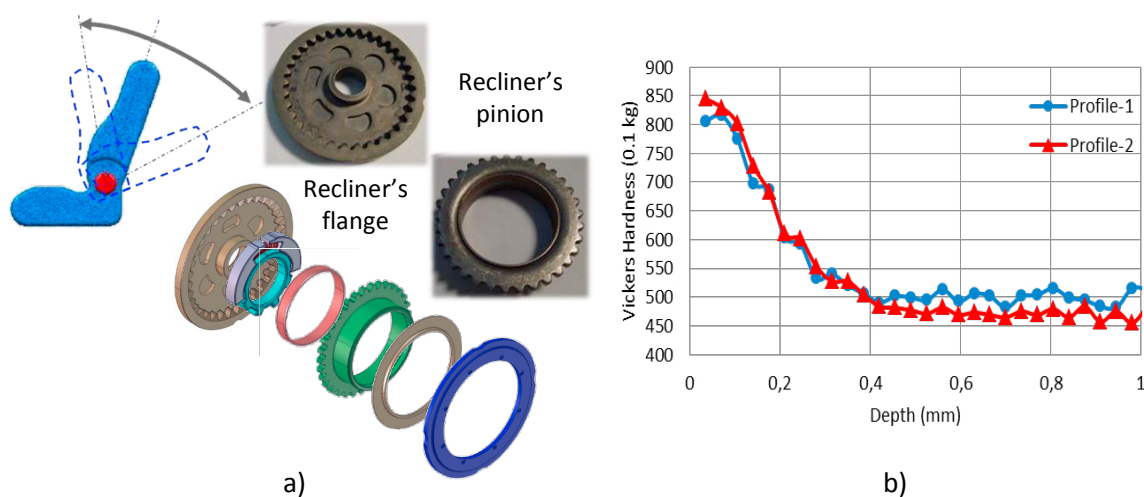 Recliner’s
pinion
Recliner’s
flange
a)
900
850
800
750
700
650
600
550
500
450
400
Vickers Hardness (0.1 kg)
Profile-1
Profile-2
0
0,2
0,4
0,6
0,8
1
Depth (mm)
b)